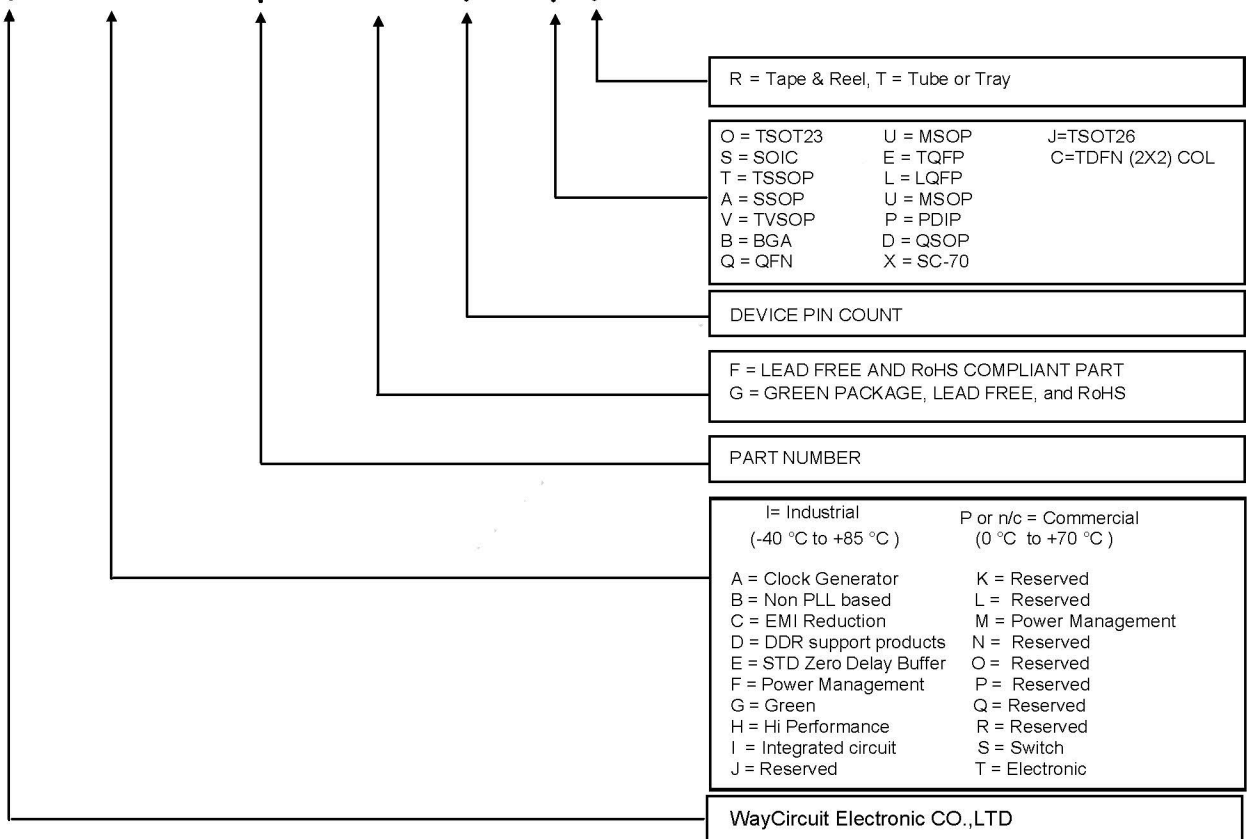 R = Tape & Reel, T = Tube or Tray
O = TSOT23 U = MSOP J=TSOT26
S = SOIC E = TQFP C=TDFN (2X2) COL
T = TSSOP L = LQFP
A = SSOP U = MSOP
V = TVSOP P = PDIP
B = BGA D = QSOP
Q = QFN X = SC-70
DEVICE PIN COUNT
F = LEAD FREE AND RoHS COMPLIANT PART
G = GREEN PACKAGE, LEAD FREE, and RoHS
PART NUMBER
I= Industrial P or n/c = Commercial
(-40 °C to +85 °C ) (0 °C to +70 °C )
A = Clock Generator K = Reserved
B = Non PLL based L = Reserved
C = EMI Reduction M = Power Management
D = DDR support products N = Reserved
E = STD Zero Delay Buffer O = Reserved
F = Power Management P = Reserved
G = Green Q = Reserved
H = Hi Performance R = Reserved
I = Integrated circuit S = Switch
J = Reserved T = Electronic
WayCircuit Electronic CO.,LTD